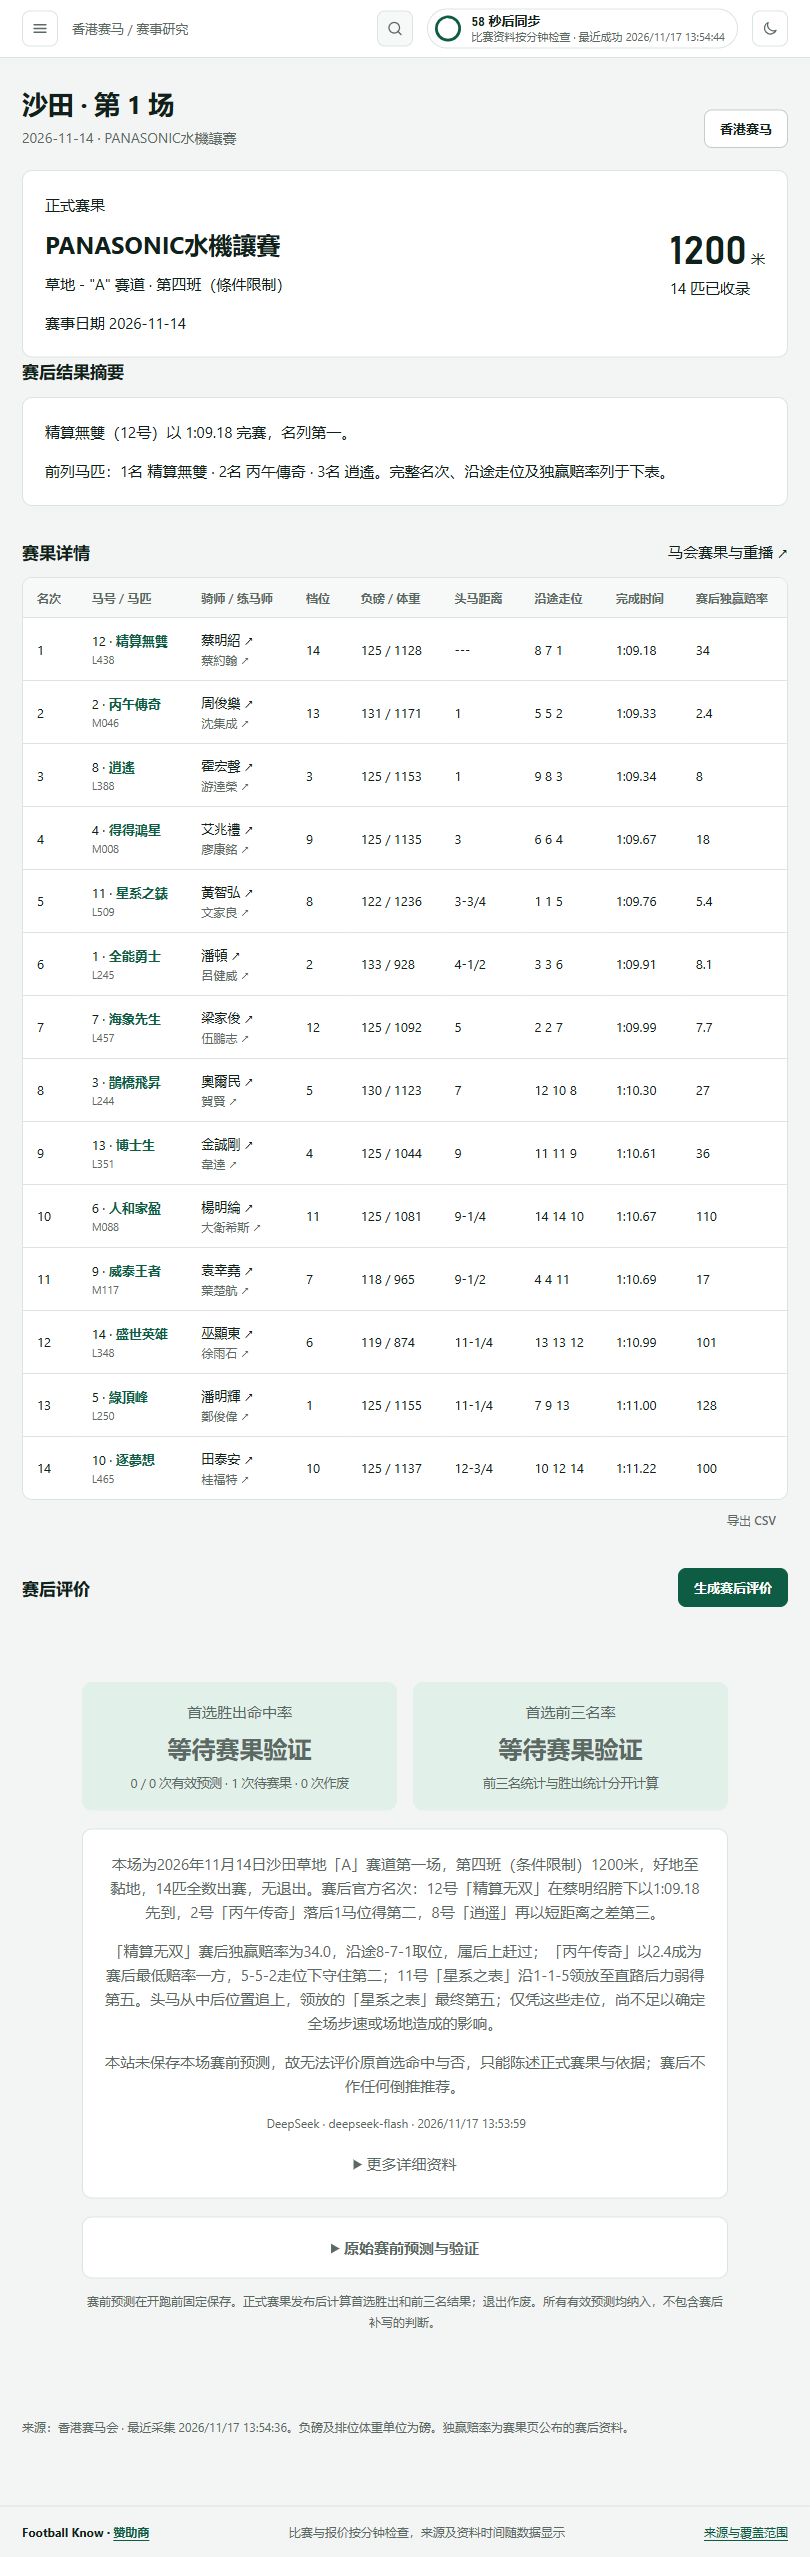 香港赛马 / 赛事研究
58 秒后同步
比赛资料按分钟检查 · 最近成功 2026/11/17 13:54:44
沙田 · 第 1 场
2026-11-14 · PANASONIC水機讓賽
香港赛马
正式赛果
PANASONIC水機讓賽
草地 - "A" 赛道 · 第四班（條件限制）
赛事日期 2026-11-14
1200 米
14 匹已收录
赛后结果摘要
精算無雙（12号）以 1:09.18 完赛，名列第一。
前列马匹：1名 精算無雙 · 2名 丙午傳奇 · 3名 逍遙。完整名次、沿途走位及独赢赔率列于下表。
赛果详情
马会赛果与重播 ↗
名次 马号 / 马匹 骑师 / 练马师 档位 负磅 / 体重 头马距离 沿途走位 完成时间 赛后独赢赔率
1 12 · 精算無雙 L438 蔡明紹 ↗ 蔡約翰 ↗ 14 125 / 1128 --- 8 7 1 1:09.18 34
2 2 · 丙午傳奇 M046 周俊樂 ↗ 沈集成 ↗ 13 131 / 1171 1 5 5 2 1:09.33 2.4
3 8 · 逍遙 L388 霍宏聲 ↗ 游達榮 ↗ 3 125 / 1153 1 9 8 3 1:09.34 8
4 4 · 得得鴻星 M008 艾兆禮 ↗ 廖康銘 ↗ 9 125 / 1135 3 6 6 4 1:09.67 18
5 11 · 星系之錶 L509 黃智弘 ↗ 文家良 ↗ 8 122 / 1236 3-3/4 1 1 5 1:09.76 5.4
6 1 · 全能勇士 L245 潘頓 ↗ 呂健威 ↗ 2 133 / 928 4-1/2 3 3 6 1:09.91 8.1
7 7 · 海象先生 L457 梁家俊 ↗ 伍鵬志 ↗ 12 125 / 1092 5 2 2 7 1:09.99 7.7
8 3 · 鵲橋飛昇 L244 奧爾民 ↗ 賀賢 ↗ 5 130 / 1123 7 12 10 8 1:10.30 27
9 13 · 博士生 L351 金誠剛 ↗ 韋達 ↗ 4 125 / 1044 9 11 11 9 1:10.61 36
10 6 · 人和家盈 M088 楊明綸 ↗ 大衛希斯 ↗ 11 125 / 1081 9-1/4 14 14 10 1:10.67 110
11 9 · 威泰王者 M117 袁幸堯 ↗ 葉楚航 ↗ 7 118 / 965 9-1/2 4 4 11 1:10.69 17
12 14 · 盛世英雄 L348 巫顯東 ↗ 徐雨石 ↗ 6 119 / 874 11-1/4 13 13 12 1:10.99 101
13 5 · 綠頂峰 L250 潘明輝 ↗ 鄭俊偉 ↗ 1 125 / 1155 11-1/4 7 9 13 1:11.00 128
14 10 · 逐夢想 L465 田泰安 ↗ 桂福特 ↗ 10 125 / 1137 12-3/4 10 12 14 1:11.22 100
导出 CSV
赛后评价
生成赛后评价
首选胜出命中率
等待赛果验证
0 / 0 次有效预测 · 1 次待赛果 · 0 次作废
首选前三名率
等待赛果验证
前三名统计与胜出统计分开计算
本场为2026年11月14日沙田草地「A」赛道第一场，第四班（条件限制）1200米，好地至
黏地，14匹全数出赛，无退出。赛后官方名次：12号「精算无双」在蔡明绍胯下以1:09.18
先到，2号「丙午传奇」落后1马位得第二，8号「逍遥」再以短距离之差第三。
「精算无双」赛后独赢赔率为34.0，沿途8-7-1取位，属后上赶过；「丙午传奇」以2.4成为
赛后最低赔率一方，5-5-2走位下守住第二；11号「星系之表」沿1-1-5领放至直路后力弱得
第五。头马从中后位置追上，领放的「星系之表」最终第五；仅凭这些走位，尚不足以确定
全场步速或场地造成的影响。
本站未保存本场赛前预测，故无法评价原首选命中与否，只能陈述正式赛果与依据；赛后不
作任何倒推推荐。
DeepSeek · deepseek-flash · 2026/11/17 13:53:59
▶ 更多详细资料
▶ 原始赛前预测与验证
赛前预测在开跑前固定保存。正式赛果发布后计算首选胜出和前三名结果；退出作废。所有有效预测均纳入，不包含赛后
补写的判断。
来源：香港赛马会 · 最近采集 2026/11/17 13:54:36。负磅及排位体重单位为磅。独赢赔率为赛果页公布的赛后资料。
Football Know · 赞助商
比赛与报价按分钟检查，来源及资料时间随数据显示
来源与覆盖范围